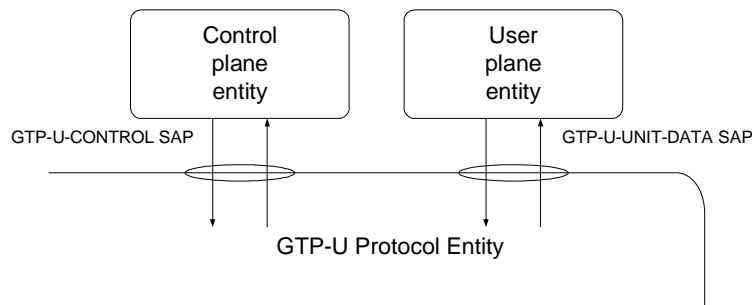 Control
plane
entity
User
plane
entity
GTP-U-CONTROL SAP
GTP-U-UNIT-DATA SAP
GTP-U Protocol Entity